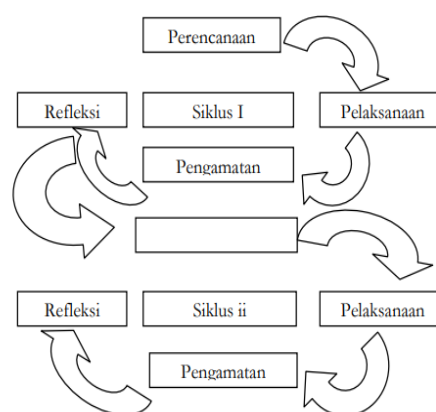 Perencanaan
Refleksi
Siklus I
Pelaksanaan
Pengamatan
Refleksi
Siklus ii
Pelaksanaan
Pengamatan